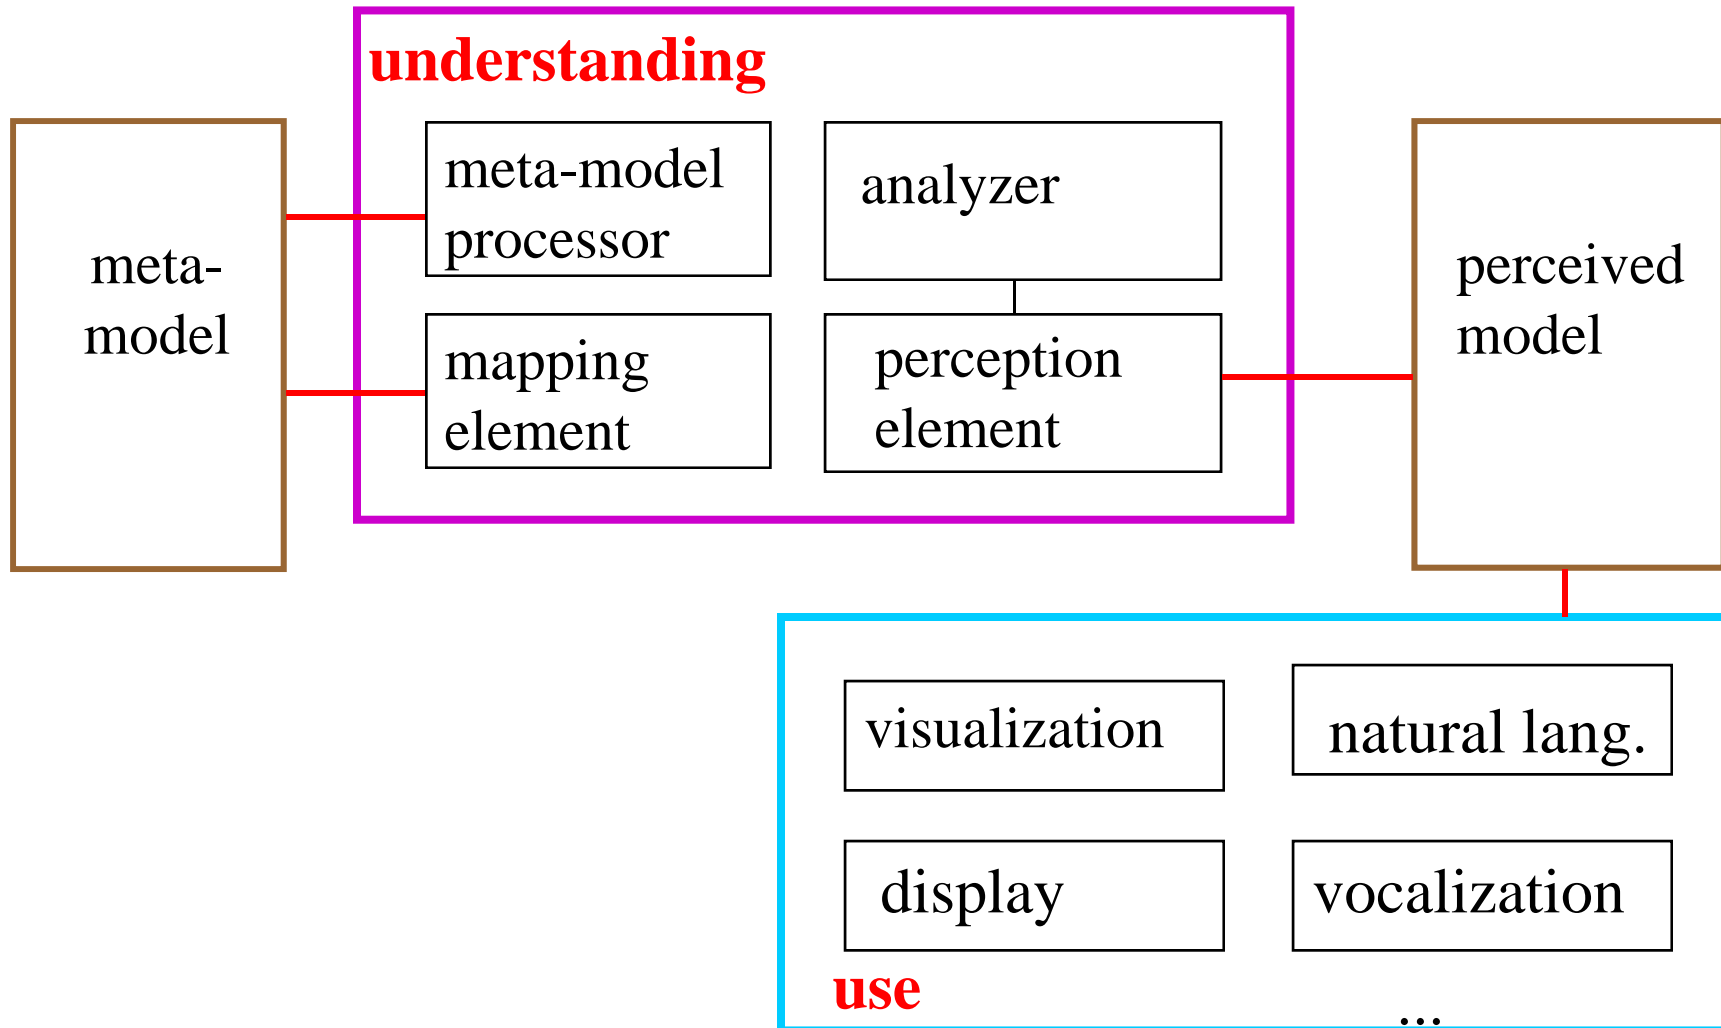 understanding
meta-model
processor
analyzer
meta-
model
mapping
element
perception
element
perceived
model
visualization
natural lang.
display
vocalization
use
...